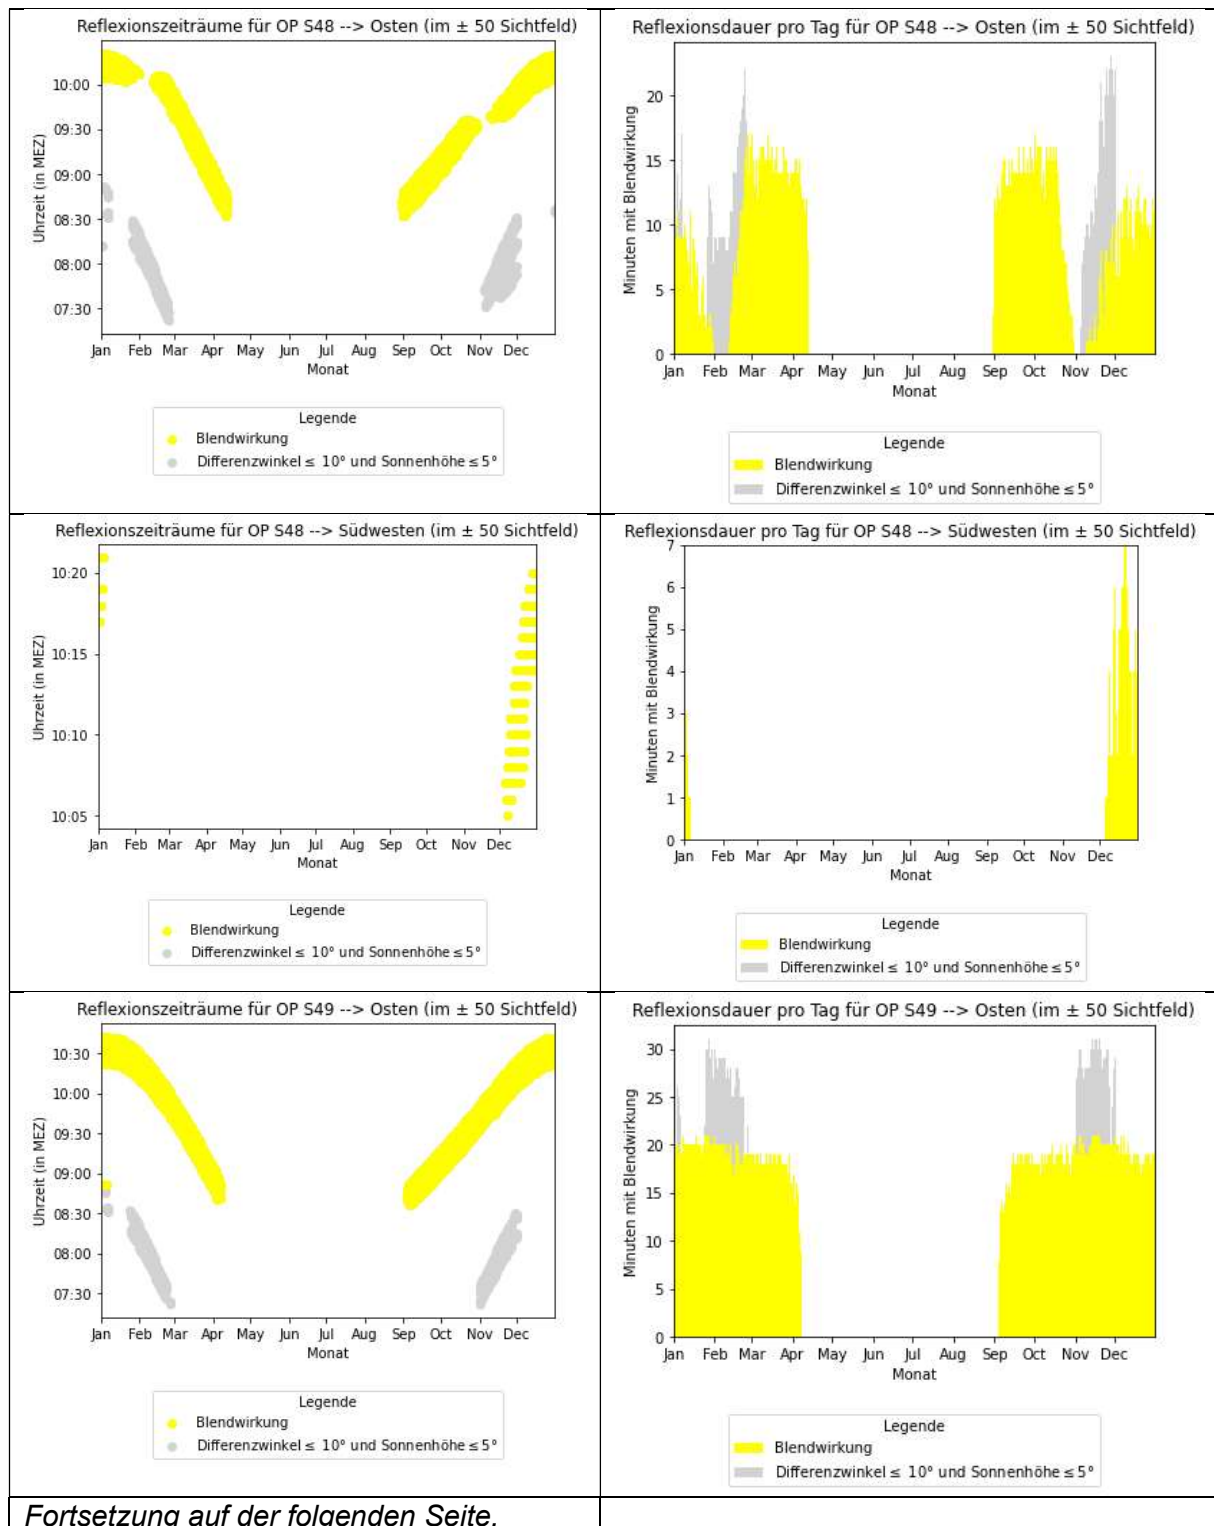 Reflexionszeiträume für OP S48 --> Osten (im ± 50 Sichtfeld)
Uhrzeit (in MEZ)
10:00
09:30
09:00
08:30
08:00
07:30
Jan Feb Mar Apr May Jun Jul Aug Sep Oct Nov Dec
Monat
Legende
Blendwirkung
Differenzwinkel ≤ 10° und Sonnenhöhe ≤ 5°
Reflexionsdauer pro Tag für OP S48 --> Osten (im ± 50 Sichtfeld)
Minuten mit Blendwirkung
20
15
10
5
0
Jan Feb Mar Apr May Jun Jul Aug Sep Oct Nov Dec
Monat
Legende
Blendwirkung
Differenzwinkel ≤ 10° und Sonnenhöhe ≤ 5°
Reflexionszeiträume für OP S48 --> Südwesten (im ± 50 Sichtfeld)
Uhrzeit (in MEZ)
10:20
10:15
10:10
10:05
Jan Feb Mar Apr May Jun Jul Aug Sep Oct Nov Dec
Monat
Legende
Blendwirkung
Differenzwinkel ≤ 10° und Sonnenhöhe ≤ 5°
Reflexionsdauer pro Tag für OP S48 --> Südwesten (im ± 50 Sichtfeld)
Minuten mit Blendwirkung
7
6
5
4
3
2
1
0
Jan Feb Mar Apr May Jun Jul Aug Sep Oct Nov Dec
Monat
Legende
Blendwirkung
Differenzwinkel ≤ 10° und Sonnenhöhe ≤ 5°
Reflexionszeiträume für OP S49 --> Osten (im ± 50 Sichtfeld)
Uhrzeit (in MEZ)
10:30
10:00
09:30
09:00
08:30
08:00
07:30
Jan Feb Mar Apr May Jun Jul Aug Sep Oct Nov Dec
Monat
Legende
Blendwirkung
Differenzwinkel ≤ 10° und Sonnenhöhe ≤ 5°
Reflexionsdauer pro Tag für OP S49 --> Osten (im ± 50 Sichtfeld)
Minuten mit Blendwirkung
30
25
20
15
10
5
0
Jan Feb Mar Apr May Jun Jul Aug Sep Oct Nov Dec
Monat
Legende
Blendwirkung
Differenzwinkel ≤ 10° und Sonnenhöhe ≤ 5°
Fortsetzung auf der folgenden Seite.